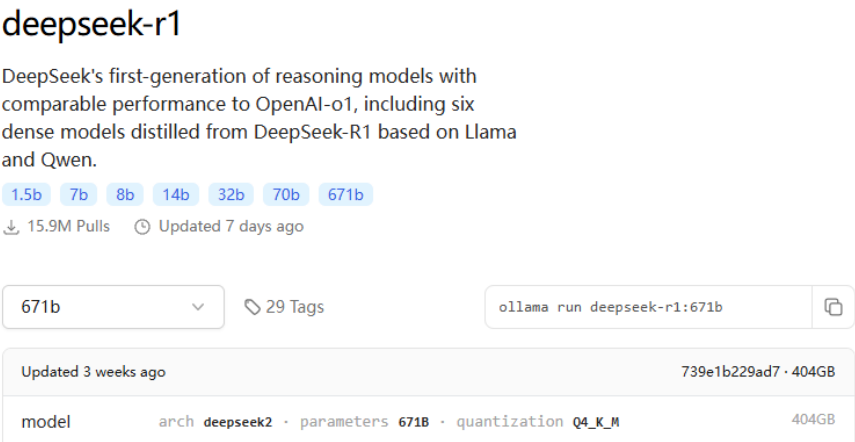 deepseek-r1
DeepSeek's first-generation of reasoning models with
comparable performance to OpenAI-o1, including six
dense models distilled from DeepSeek-R1 based on Llama
and Qwen.
1.5b 7b 8b 14b 32b 70b 671b
15.9M Pulls Updated 7 days ago
671b 29 Tags ollama run deepseek-r1:671b
Updated 3 weeks ago 739e1b229ad7 · 404GB
model arch deepseek2 · parameters 671B · quantization Q4_K_M 404GB